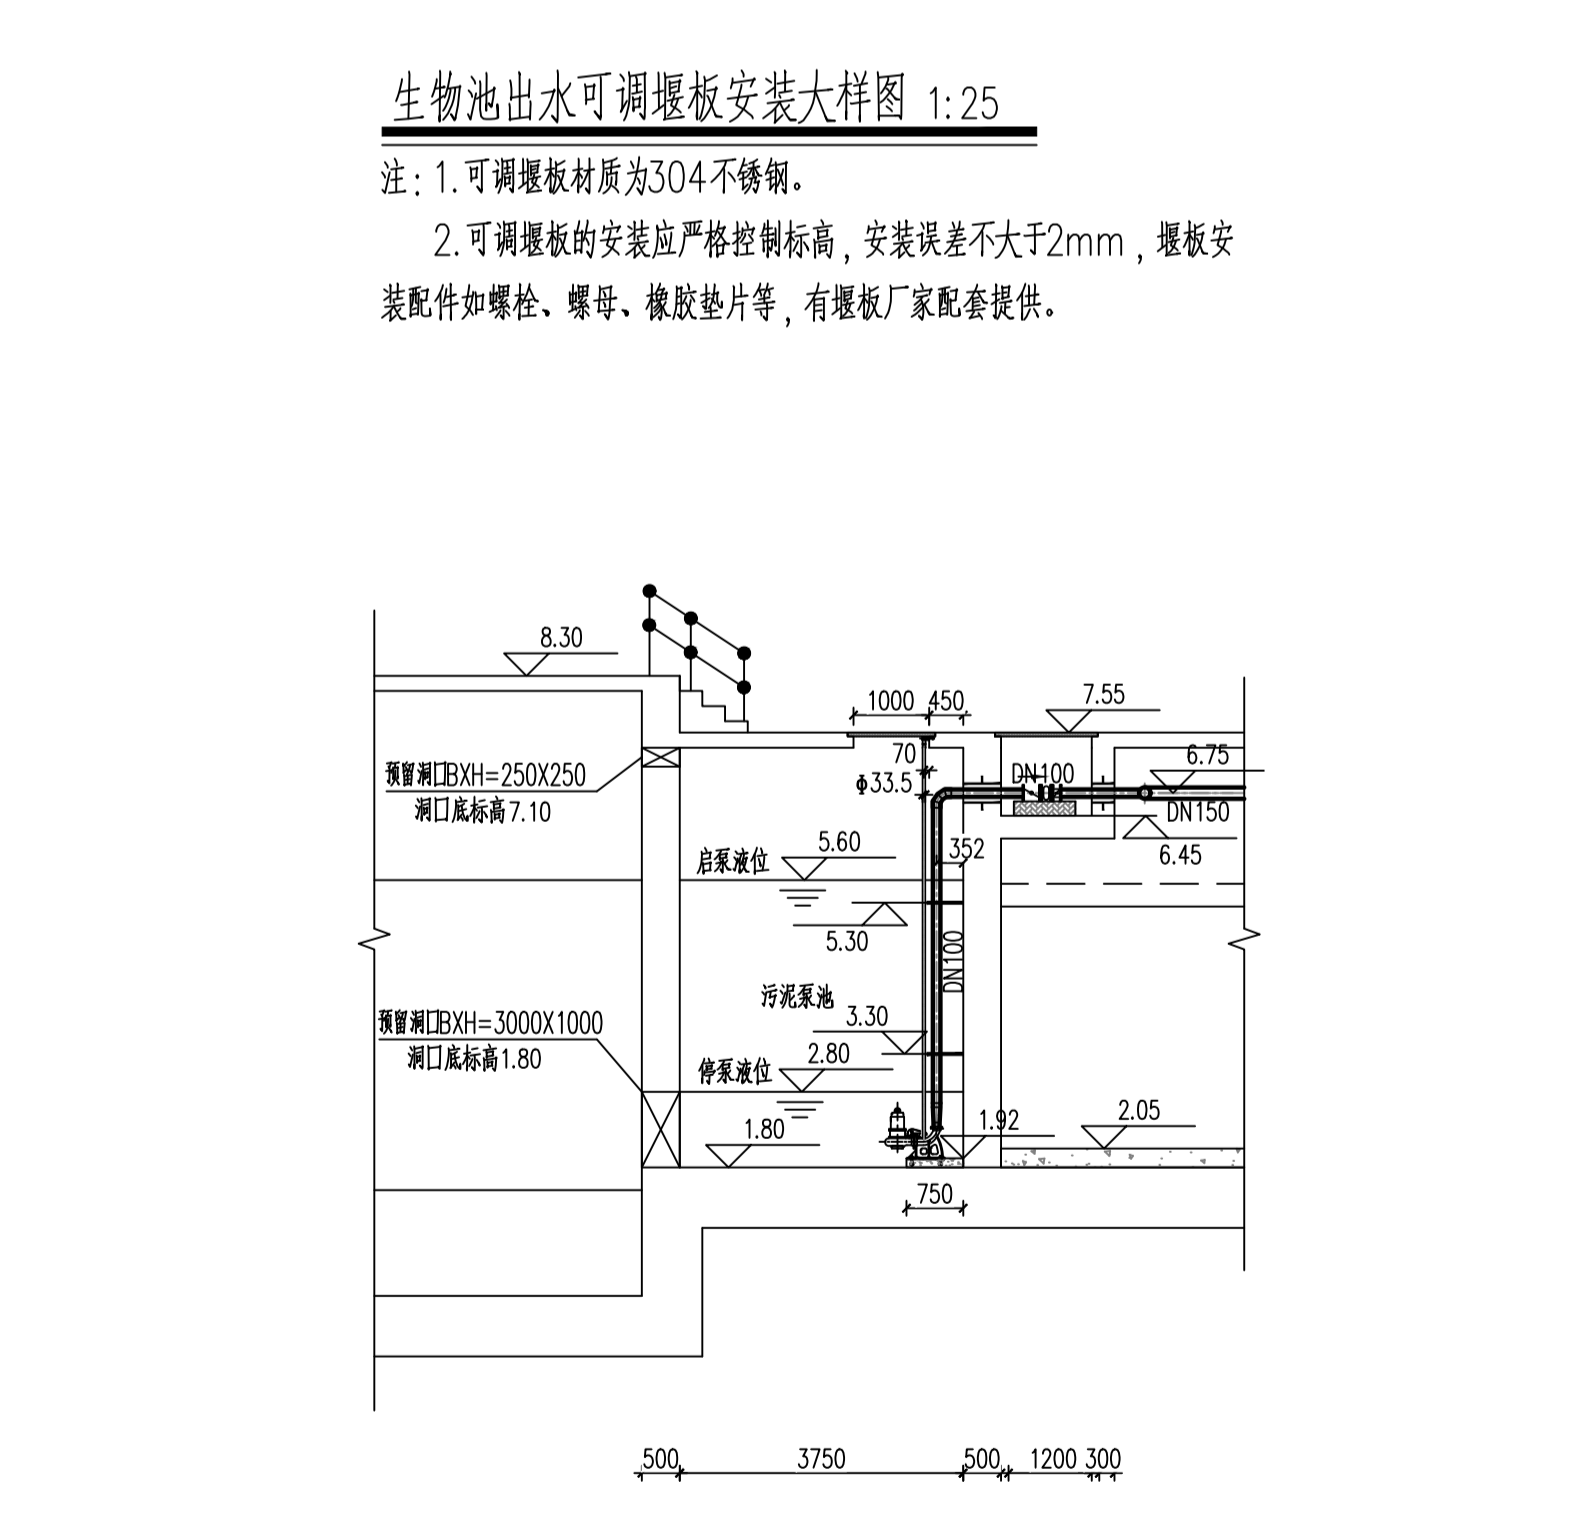 生物池出水可调堰板安装大样图 1:25
注：1.可调堰板材质为304不锈钢。
2.可调堰板的安装应严格控制标高，安装误差不大于2mm，堰板安
装配件如螺栓、螺母、橡胶垫片等，有堰板厂家配套提供。
8.30
1000 450
7.55
70
DN100
6.75
预留洞口BXH=250X250
洞口底标高7.10
Φ33.5
DN150
启泵液位
5.60
352
6.45
5.30
DN100
污泥泵池
3.30
预留洞口BXH=3000X1000
洞口底标高1.80
停泵液位
2.80
1.80
1.92
2.05
750
500 3750 500 1200 300